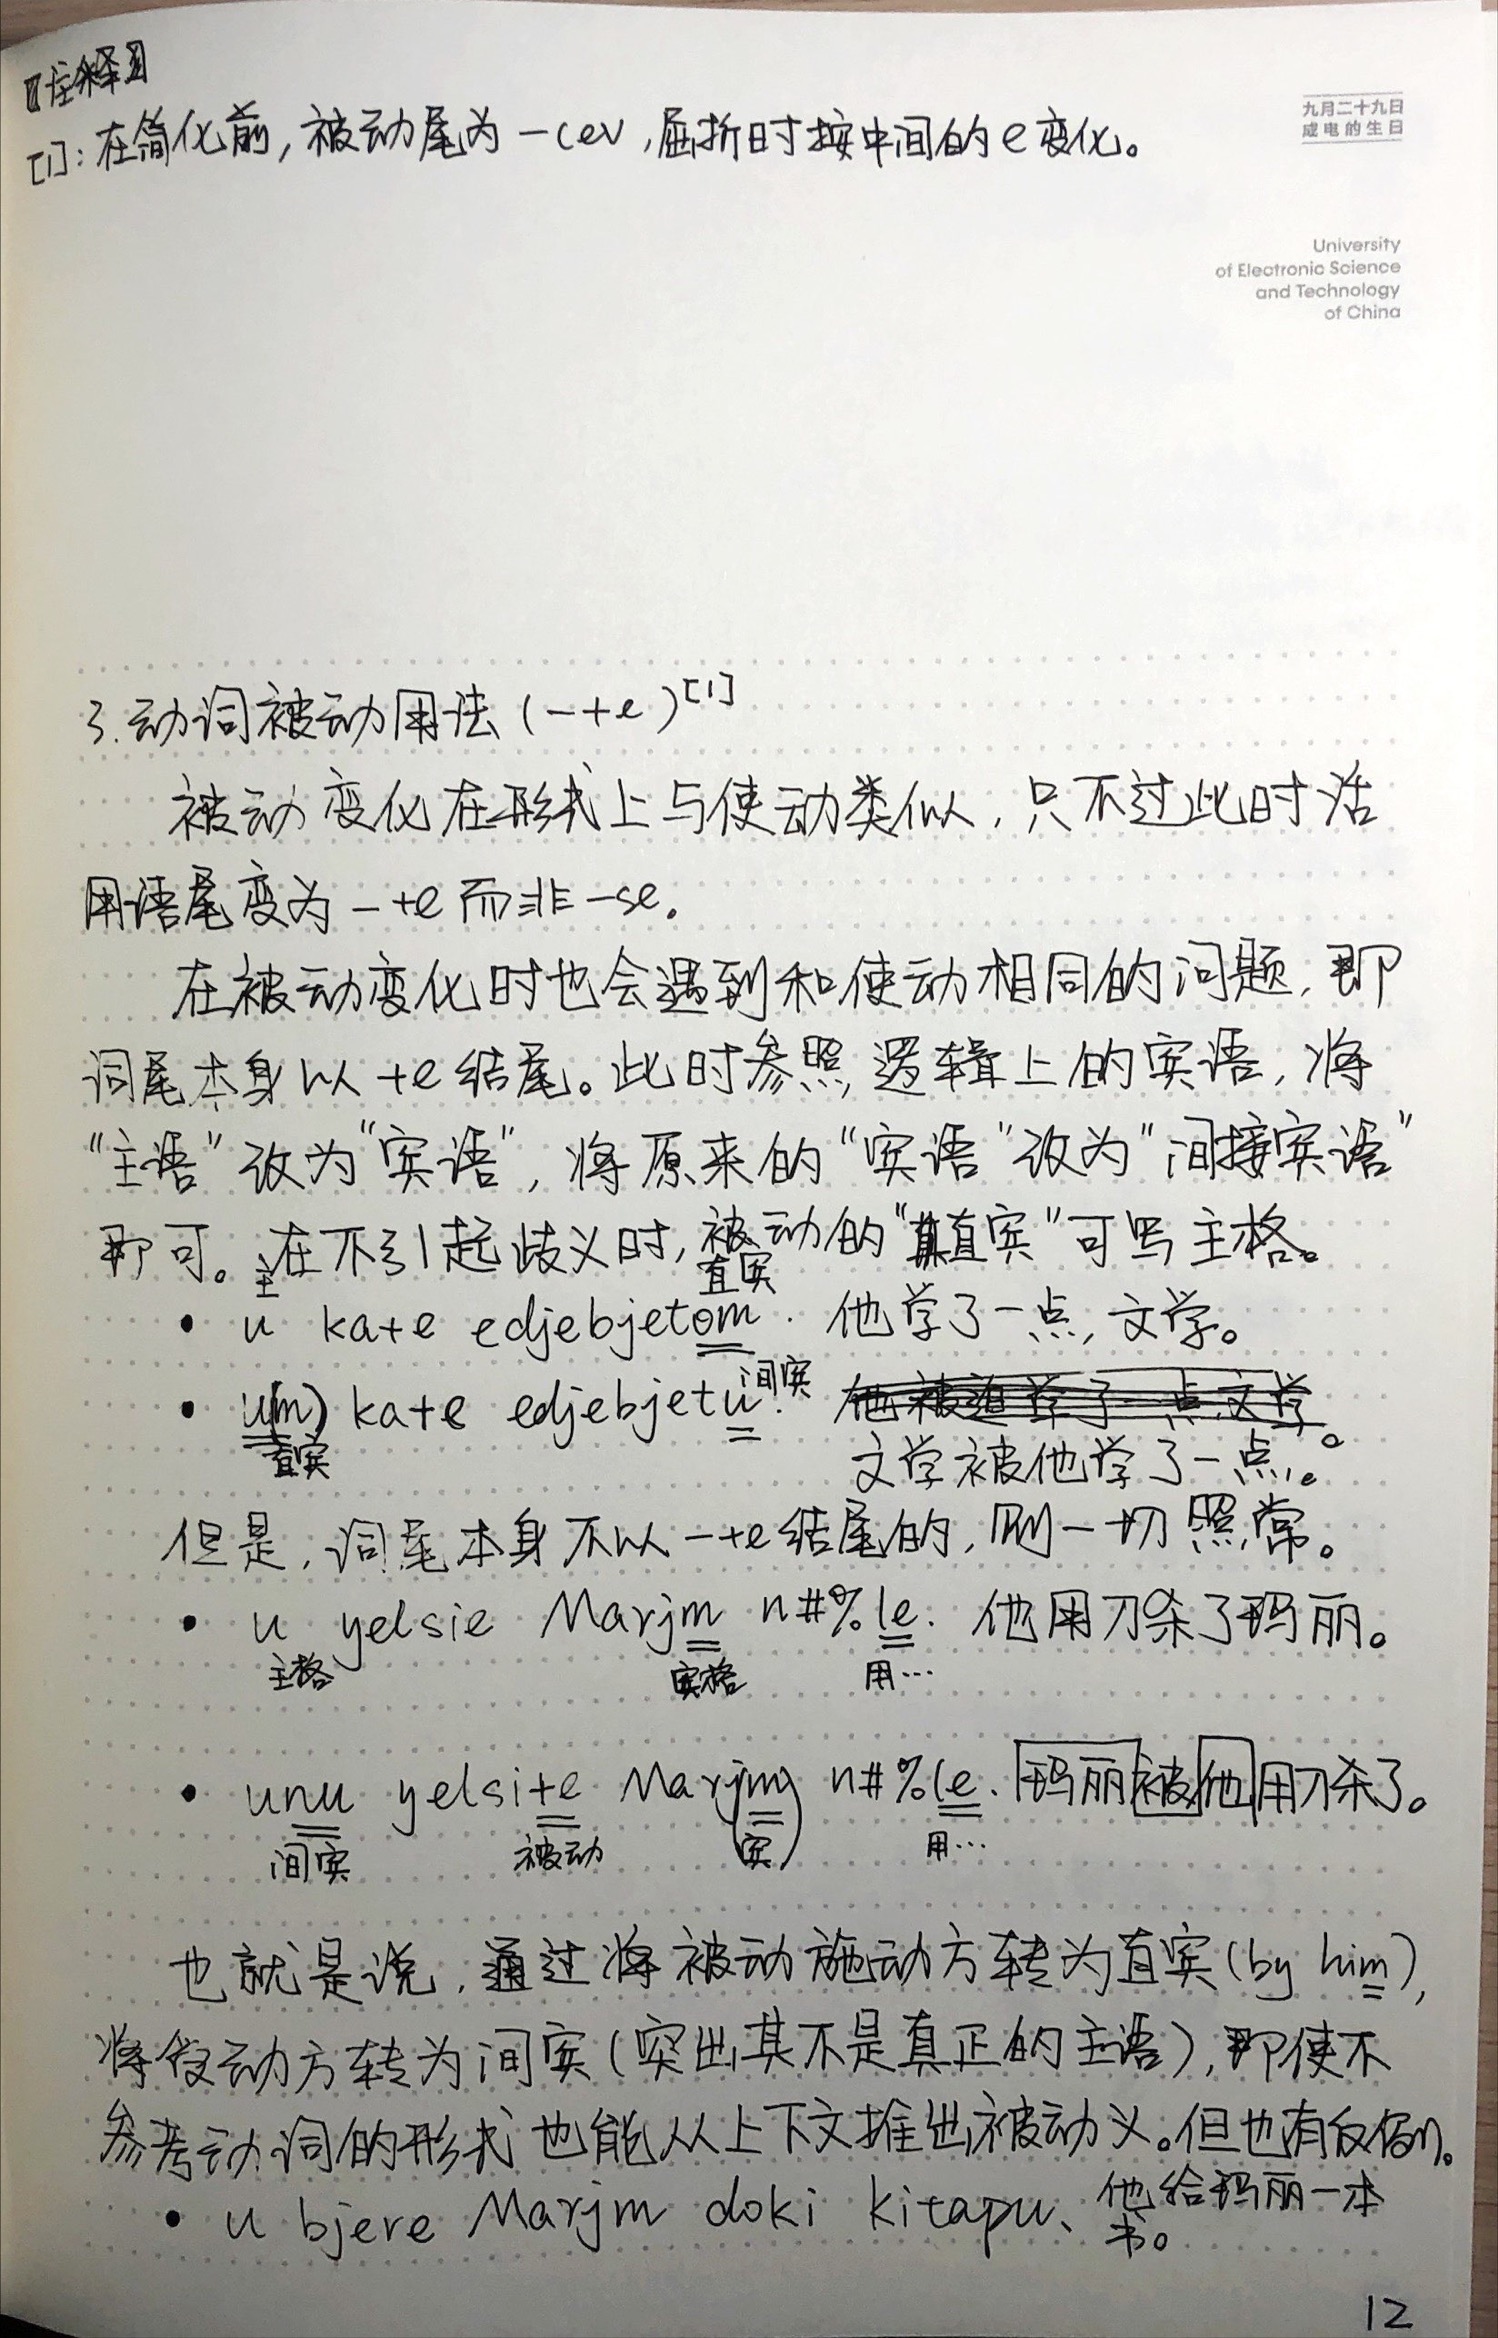 【注释】
[1]:在简化前,被动尾为-cev,屈折时按中间的e变化。
九月二十九日
成电的生日
University
of Electronic Science
and Technology
of China
3.动词被动用法(-te)[1]
被动变化在形式上与使动类似,只不过此时活
用语尾变为-te而非-se。
在被动变化时也会遇到和使动相同的问题,即
词尾本身以te结尾。此时参照逻辑上的宾语,将
“主语”改为“宾语”,将原来的“宾语”改为“间接宾语”
即可。在不引起歧义时,被动的“直宾”可写主格。
主 直宾
• u kate edjebjetom. 他学了一点文学。
• u(m) kate edjebjetu. 间宾 他被迫学了一点文学。
直宾 文学被他学了一点。
但是,词尾本身不以-te结尾的,则一切照常。
• u yelsie Marjm n#%le. 他用刀杀了玛丽。
主格 宾格 用…
• unu yelsite Marj(m) n#%le. 玛丽被他用刀杀了。
间宾 被动 (宾) 用…
也就是说,通过将被动施动方转为直宾(by him),
将受动方转为间宾(突出其不是真正的主语),即使不
参考动词的形式也能从上下文推出被动义。但也有反例。
• u bjere Marjm doki kitapu、他给玛丽一本
书。
12